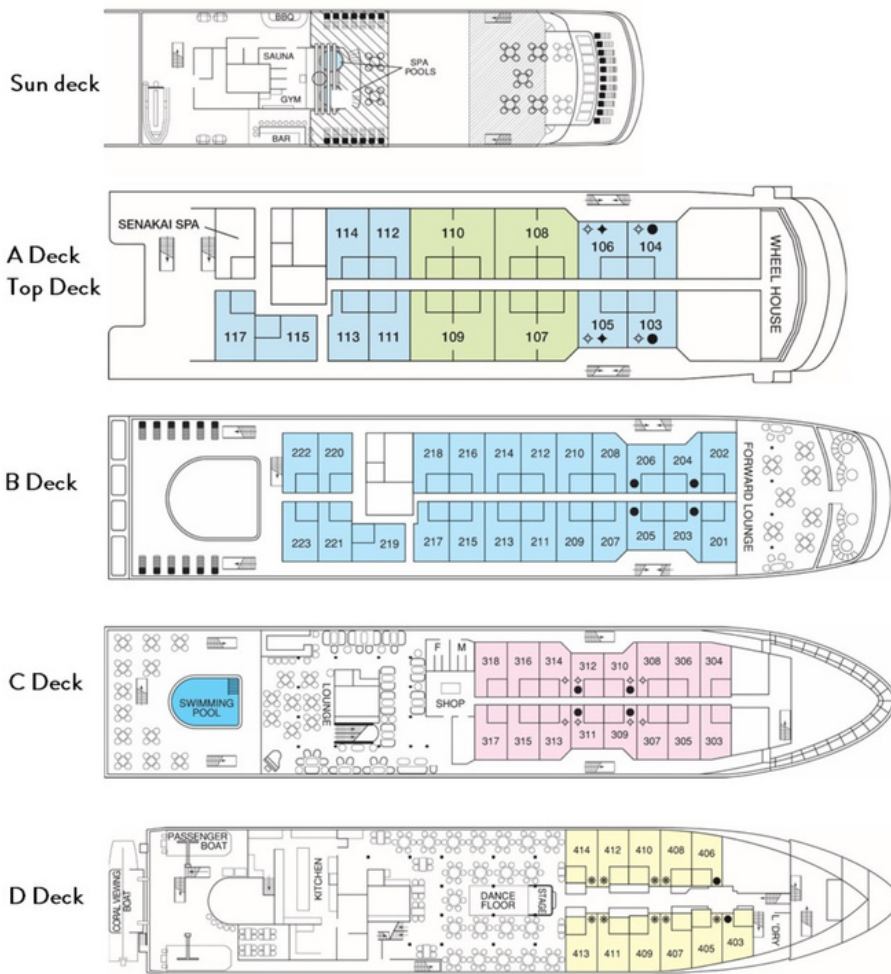 Sun deck
BBQ
SAUNA
SPA
POOLS
GYM
BAR
A Deck
Top Deck
SENAKAI SPA
114 112 110 108 106 104
117 115 113 111 109 107 105 103
WHEEL HOUSE
B Deck
222 220 218 216 214 212 210 208 206 204 202
223 221 219 217 215 213 211 209 207 205 203 201
FORWARD LOUNGE
C Deck
SWIMMING
POOL
LOUNGE
F M
SHOP
318 316 314 312 310 308 306 304
317 315 313 311 309 307 305 303
D Deck
CORAL VIEWING
BOAT
PASSENGER
BOAT
KITCHEN
DANCE
FLOOR
STAGE
414 412 410 408 406
413 411 409 407 405 403
L'DRY